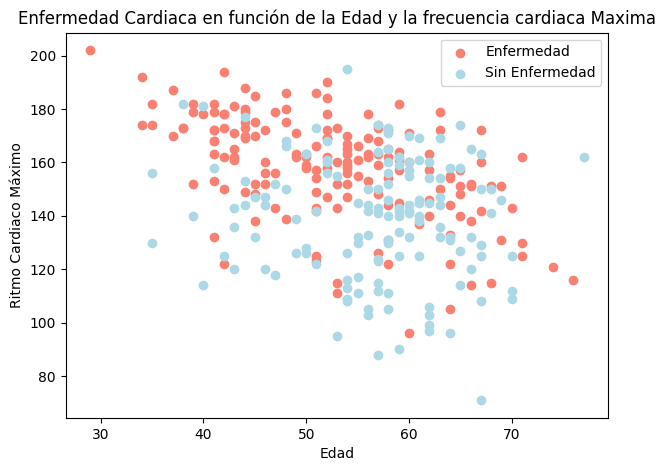 Enfermedad Cardiaca en función de la Edad y la frecuencia cardiaca Maxima
Enfermedad
Sin Enfermedad
200
180
160
140
120
100
80
Ritmo Cardiaco Máximo
30 40 50 60 70
Edad